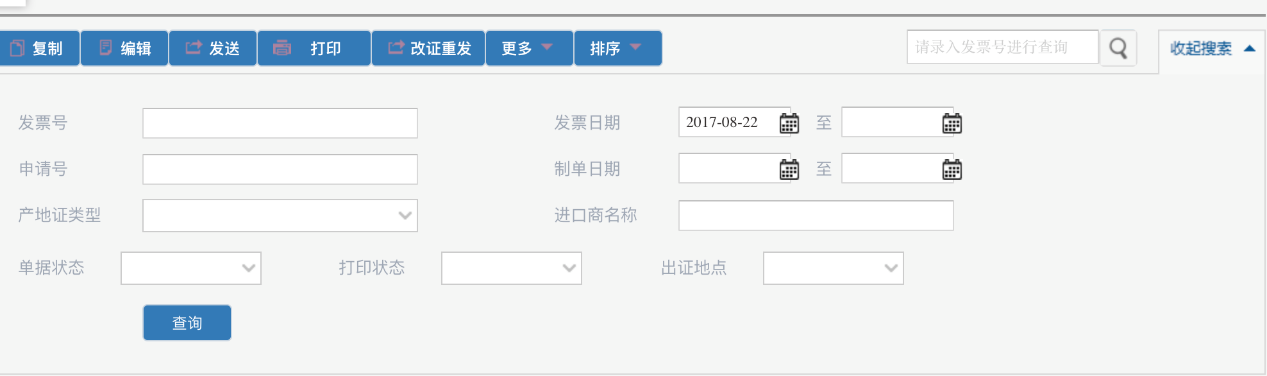 复制 编辑 发送 打印 改证重发 更多 排序 请录入发票号进行查询 收起搜索
发票号 发票日期 2017-08-22 至
申请号 制单日期 至
产地证类型 进口商名称
单据状态 打印状态 出证地点
查询